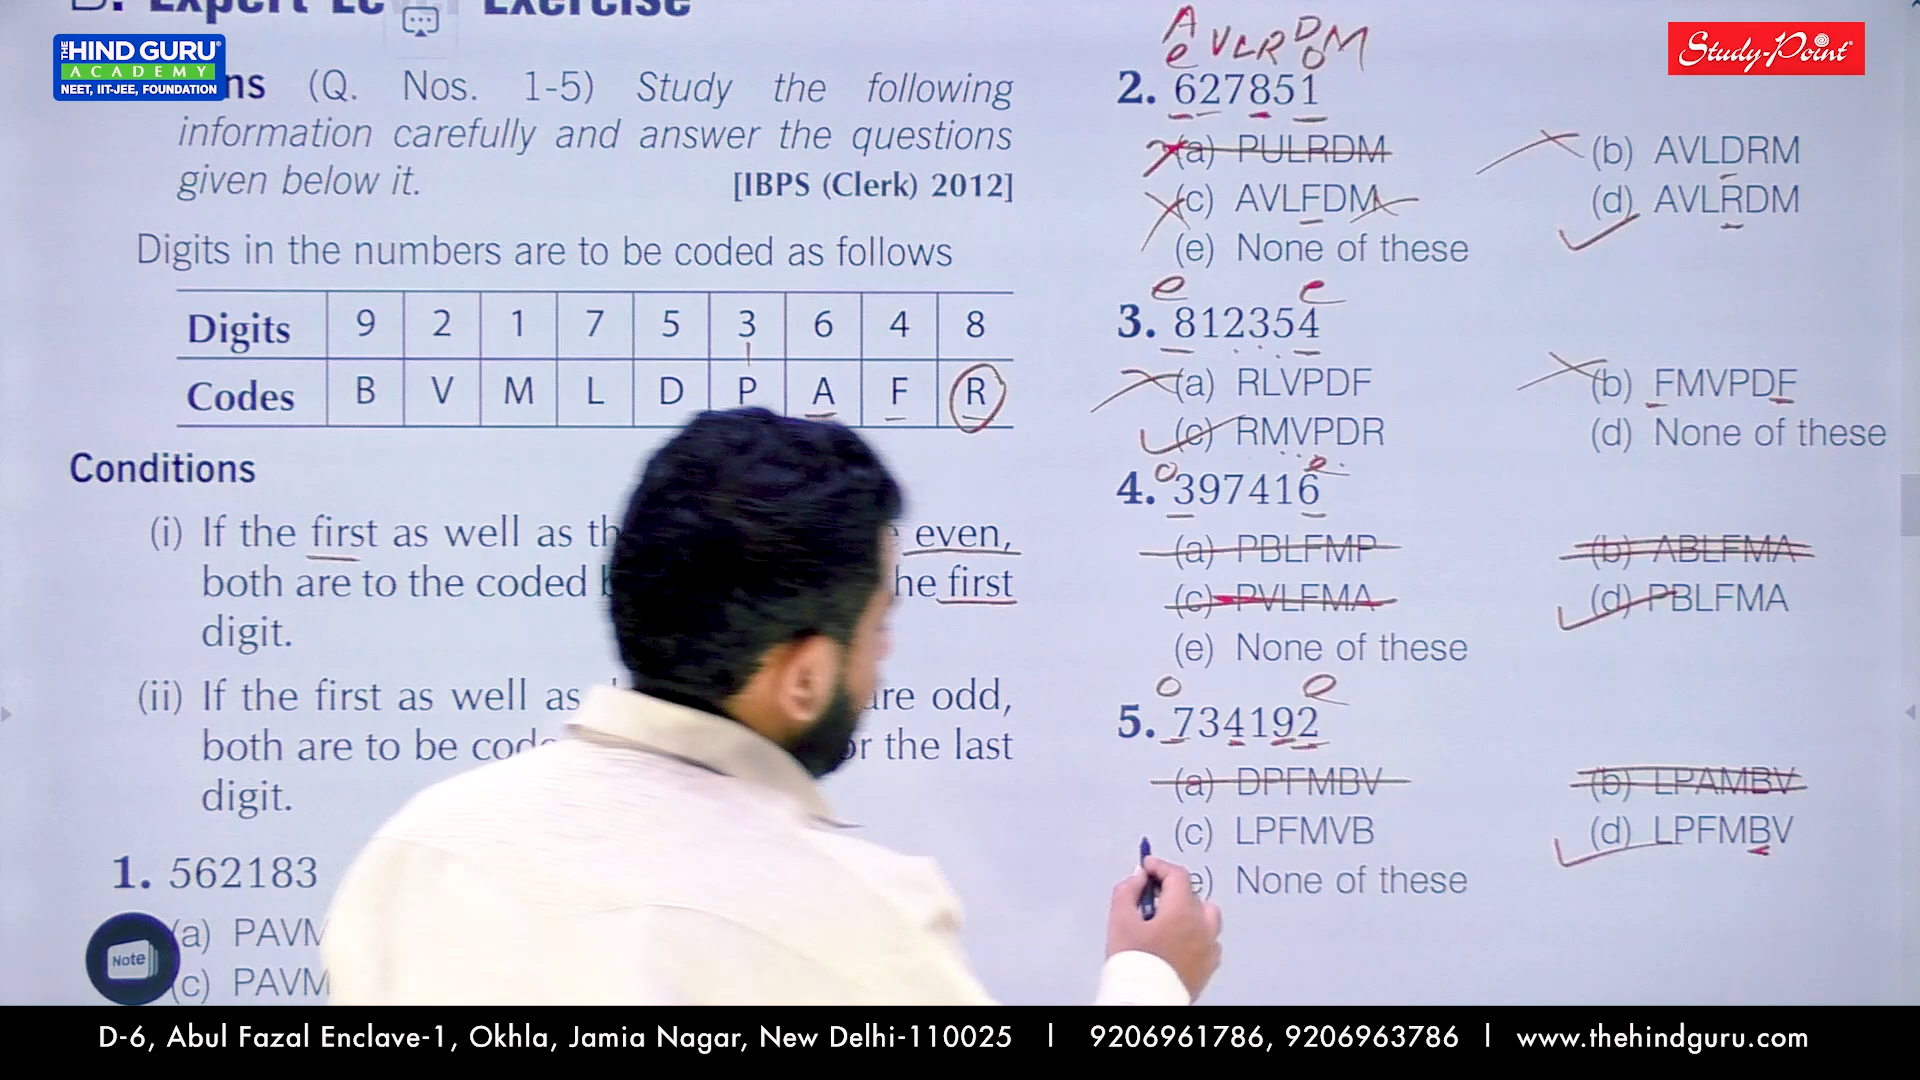 B. Expert Level Exercise
THE HIND GURU
ACADEMY
NEET, IIT-JEE, FOUNDATION
Study-Point
ns (Q. Nos. 1-5) Study the following
information carefully and answer the questions
given below it. [IBPS (Clerk) 2012]
Digits in the numbers are to be coded as follows
Digits 9 2 1 7 5 3 6 4 8
Codes B V M L D P A F R
Conditions
(i) If the first as well as even,
both are to the coded he first
digit.
(ii) If the first as well as are odd,
both are to be or the last
digit.
1. 562183
(a) PAVM
(c) PAVM
Note
A V L R D M
e o
2. 627851
(a) PULRDM (b) AVLDRM
(c) AVLFDM (d) AVLRDM
(e) None of these
e e
3. 812354
(a) RLVPDF (b) FMVPDF
(c) RMVPDR (d) None of these
o e
4. 397416
(a) PBLFMP (b) ABLFMA
(c) PVLFMA (d) PBLFMA
(e) None of these
o e
5. 734192
(a) DPFMBV (b) LPAMBV
(c) LPFMVB (d) LPFMBV
e) None of these
D-6, Abul Fazal Enclave-1, Okhla, Jamia Nagar, New Delhi-110025 | 9206961786, 9206963786 | www.thehindguru.com